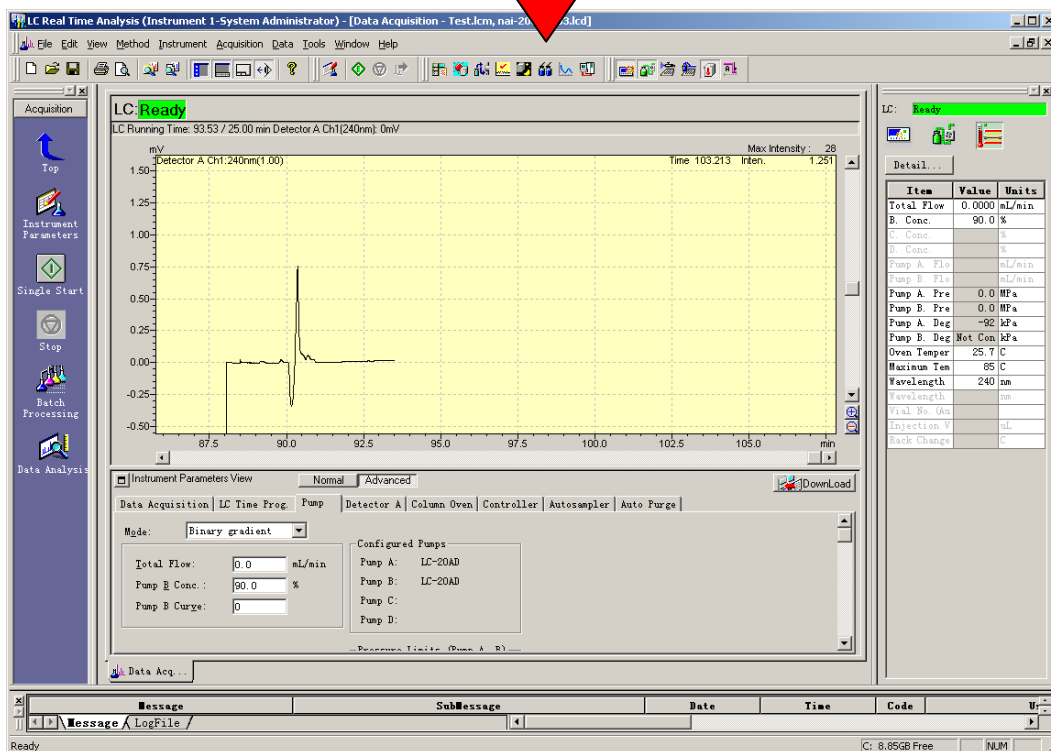 LC Real Time Analysis (Instrument 1-System Administrator) - [Data Acquisition - Test.lcm, nai-20 3.lcd]
File Edit View Method Instrument Acquisition Data Tools Window Help
Acquisition
Top
Instrument
Parameters
Single Start
Stop
Batch
Processing
Data Analysis
LC: Ready
LC Running Time: 93.53 / 25.00 min Detector A Ch1(240nm): 0mV
mV
Max Intensity : 28
Detector A Ch1:240nm(1.00)
Time 103.213 Inten. 1.251
1.50
1.25
1.00
0.75
0.50
0.25
0.00
-0.25
-0.50
87.5 90.0 92.5 95.0 97.5 100.0 102.5 105.0 min
Instrument Parameters View Normal Advanced DownLoad
Data Acquisition LC Time Prog. Pump Detector A Column Oven Controller Autosampler Auto Purge
Mode: Binary gradient
Total Flow: 0.0 mL/min
Pump B Conc.: 90.0 %
Pump B Curve: 0
Configured Pumps
Pump A: LC-20AD
Pump B: LC-20AD
Pump C:
Pump D:
Pressure Limits (Pump A, B)
Data Acq...
LC: Ready
Detail...
Item Value Units
Total Flow 0.0000 mL/min
B. Conc. 90.0 %
C. Conc. %
D. Conc. %
Pump A. Flo mL/min
Pump B. Flo mL/min
Pump A. Pre 0.0 MPa
Pump B. Pre 0.0 MPa
Pump A. Deg -92 kPa
Pump B. Deg Not Con kPa
Oven Temper 25.7 C
Maximum Tem 85 C
Wavelength 240 nm
Wavelength nm
Vial No. (Au
Injection V uL
Rack Change C
Message SubMessage Date Time Code U
Message LogFile
Ready C: 8.85GB Free NUM